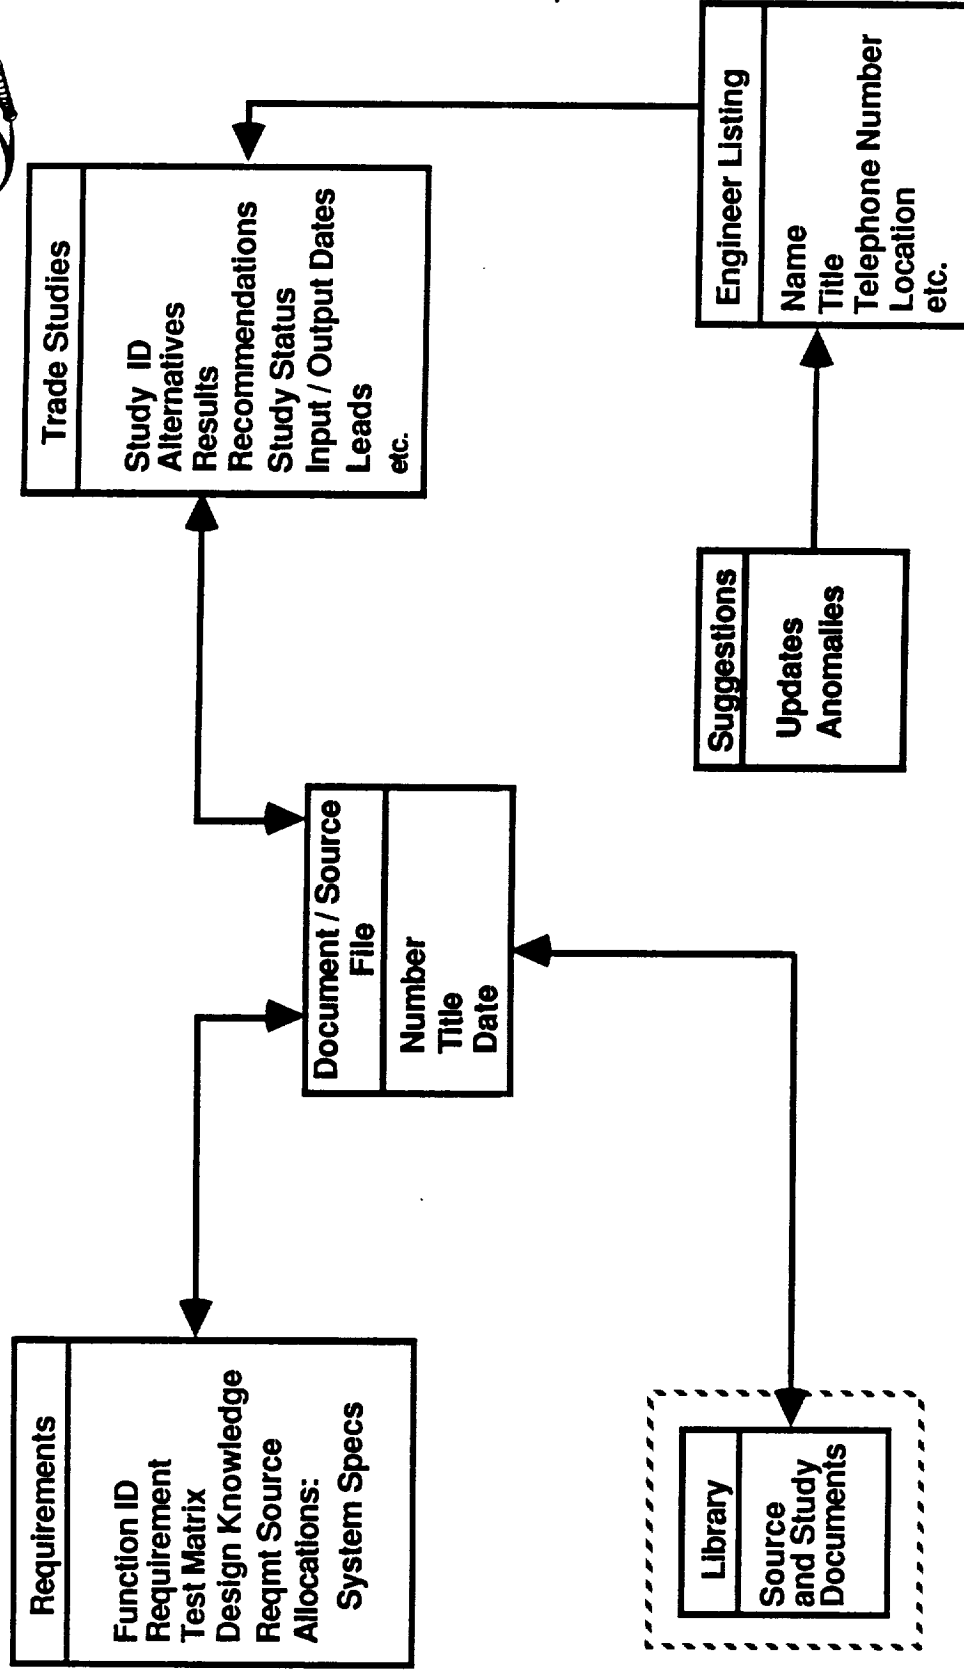 Requirements
Function ID
Requirement
Test Matrix
Design Knowledge
Reqmt Source
Allocations:
System Specs
Document / Source
File
Number
Title
Date
Trade Studies
Study ID
Alternatives
Results
Recommendations
Study Status
Input / Output Dates
Leads
etc.
Library
Source
and Study
Documents
Suggestions
Updates
Anomalies
Engineer Listing
Name
Title
Telephone Number
Location
etc.